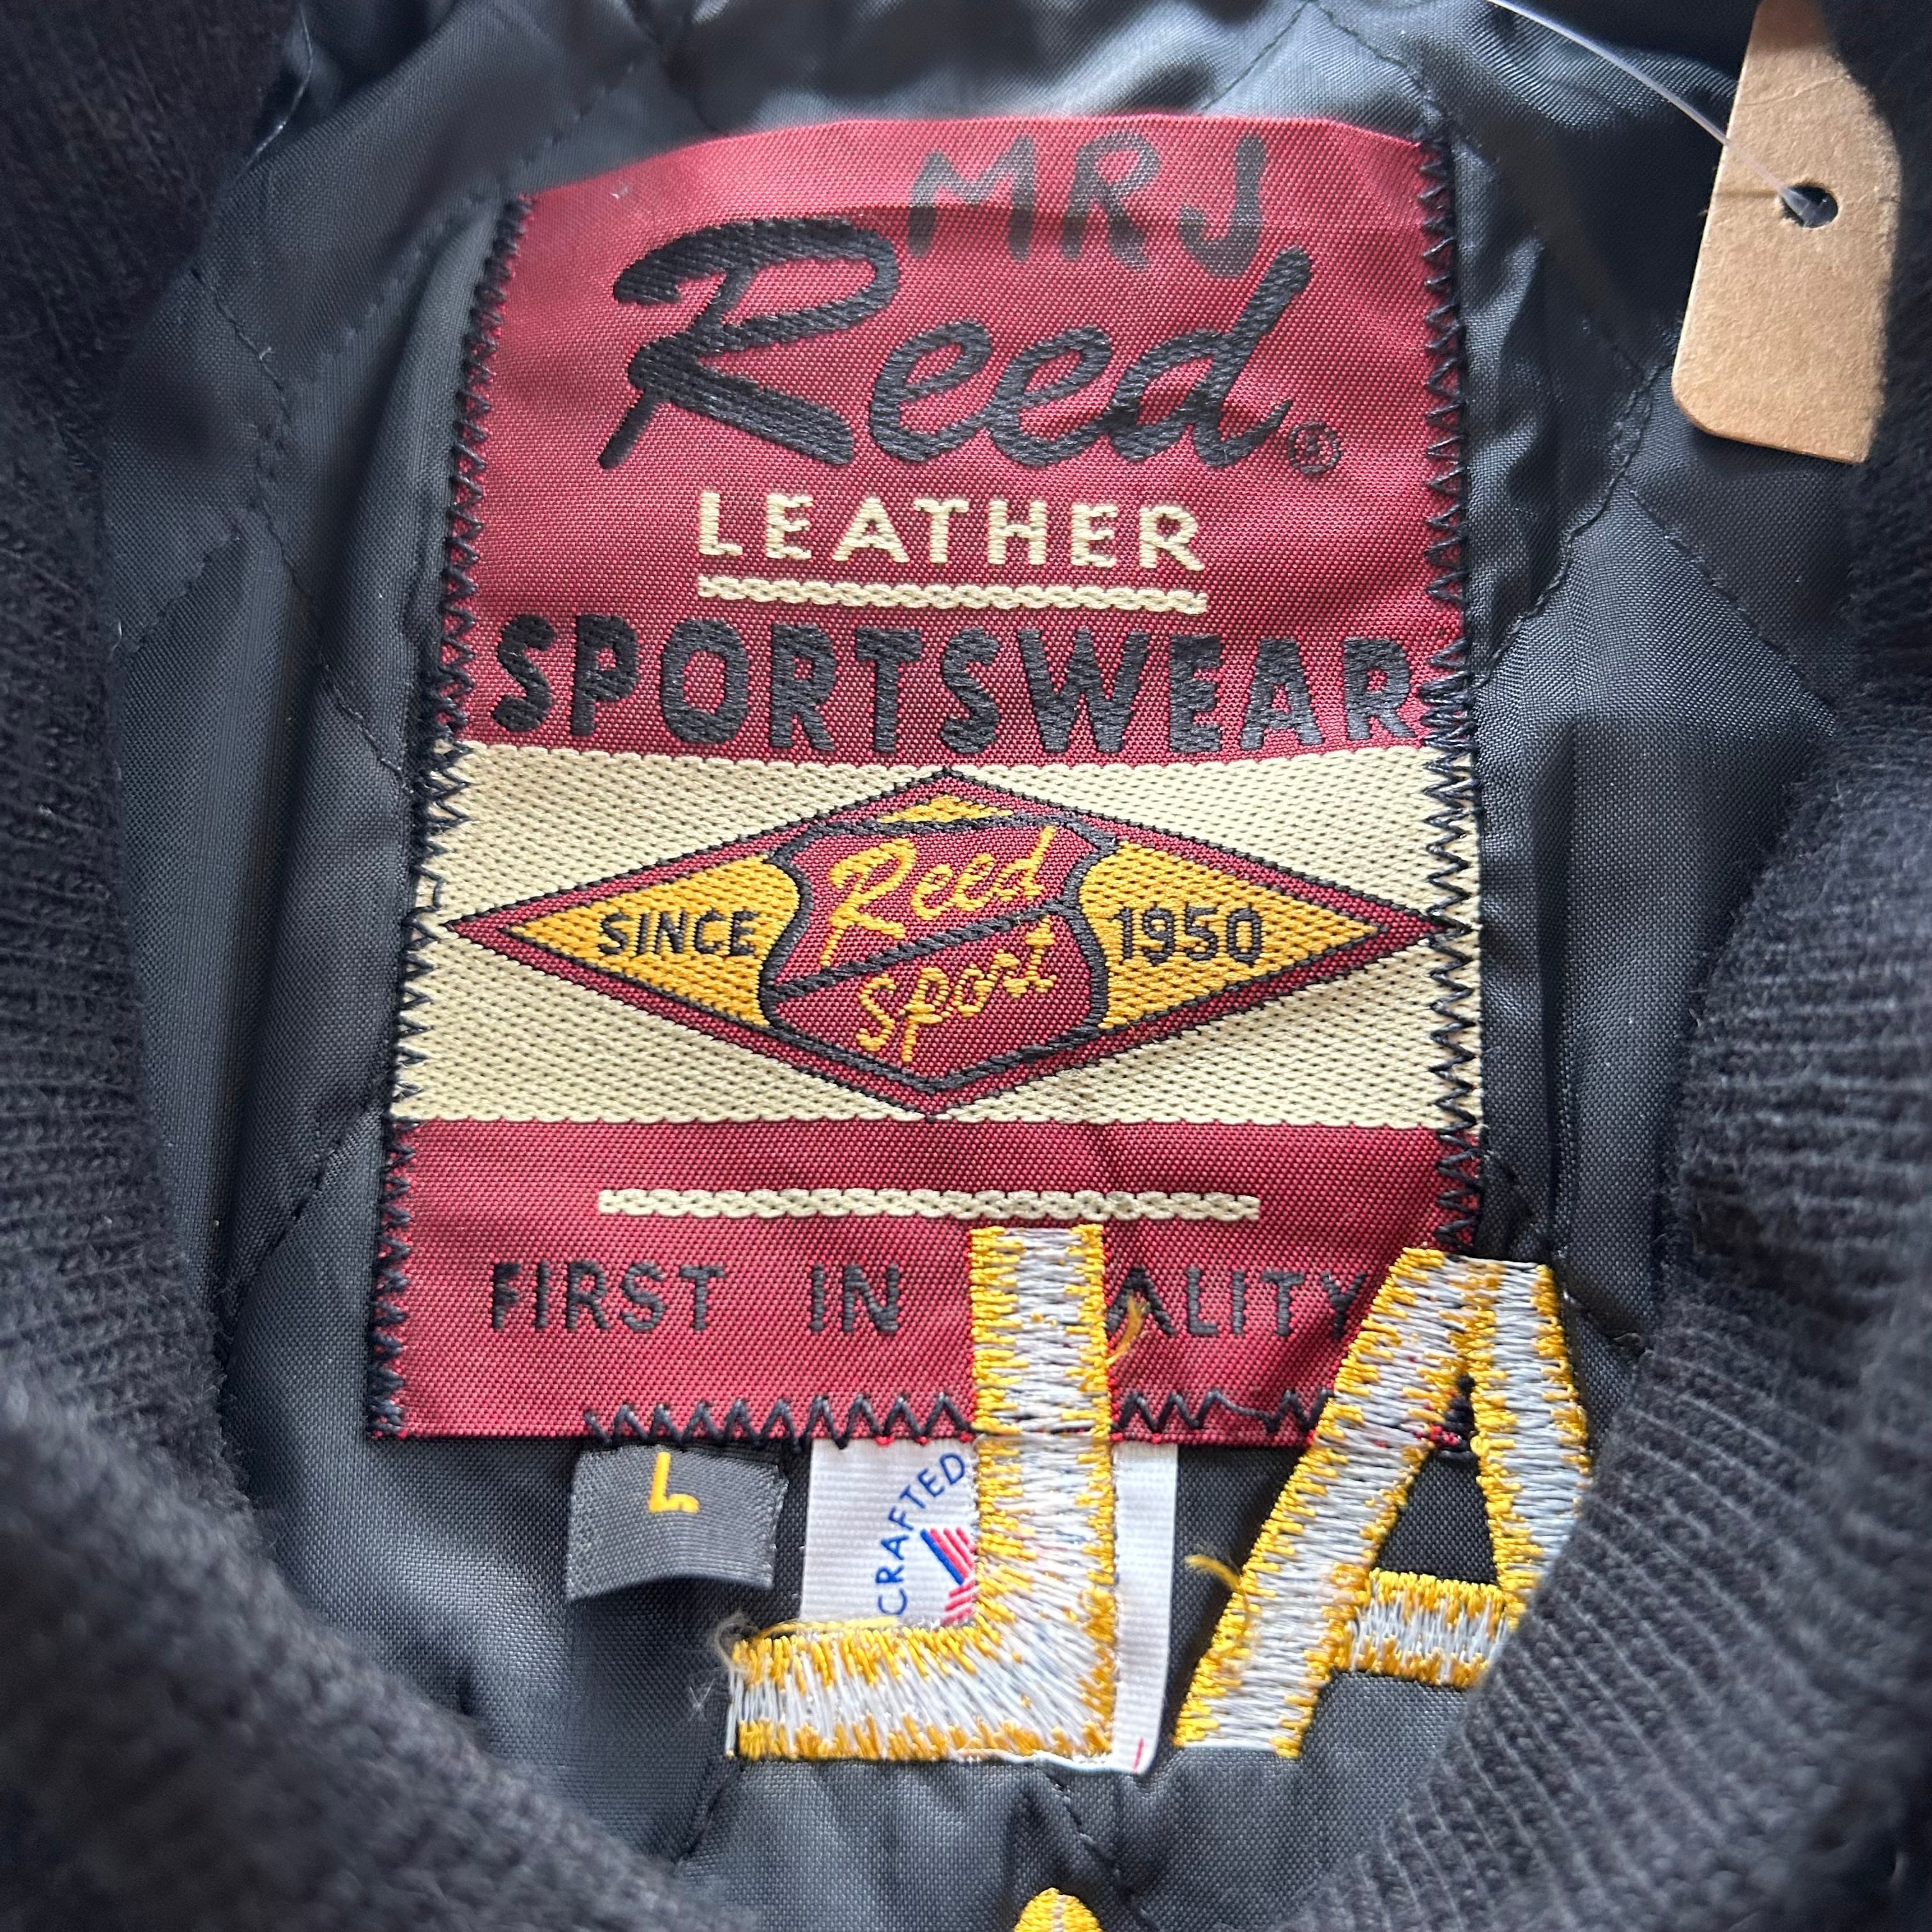 MRJ
Reed®
LEATHER
SPORTSWEAR
SINCE
Reed
Sport
1950
FIRST IN ALITY
L
CRAFTED